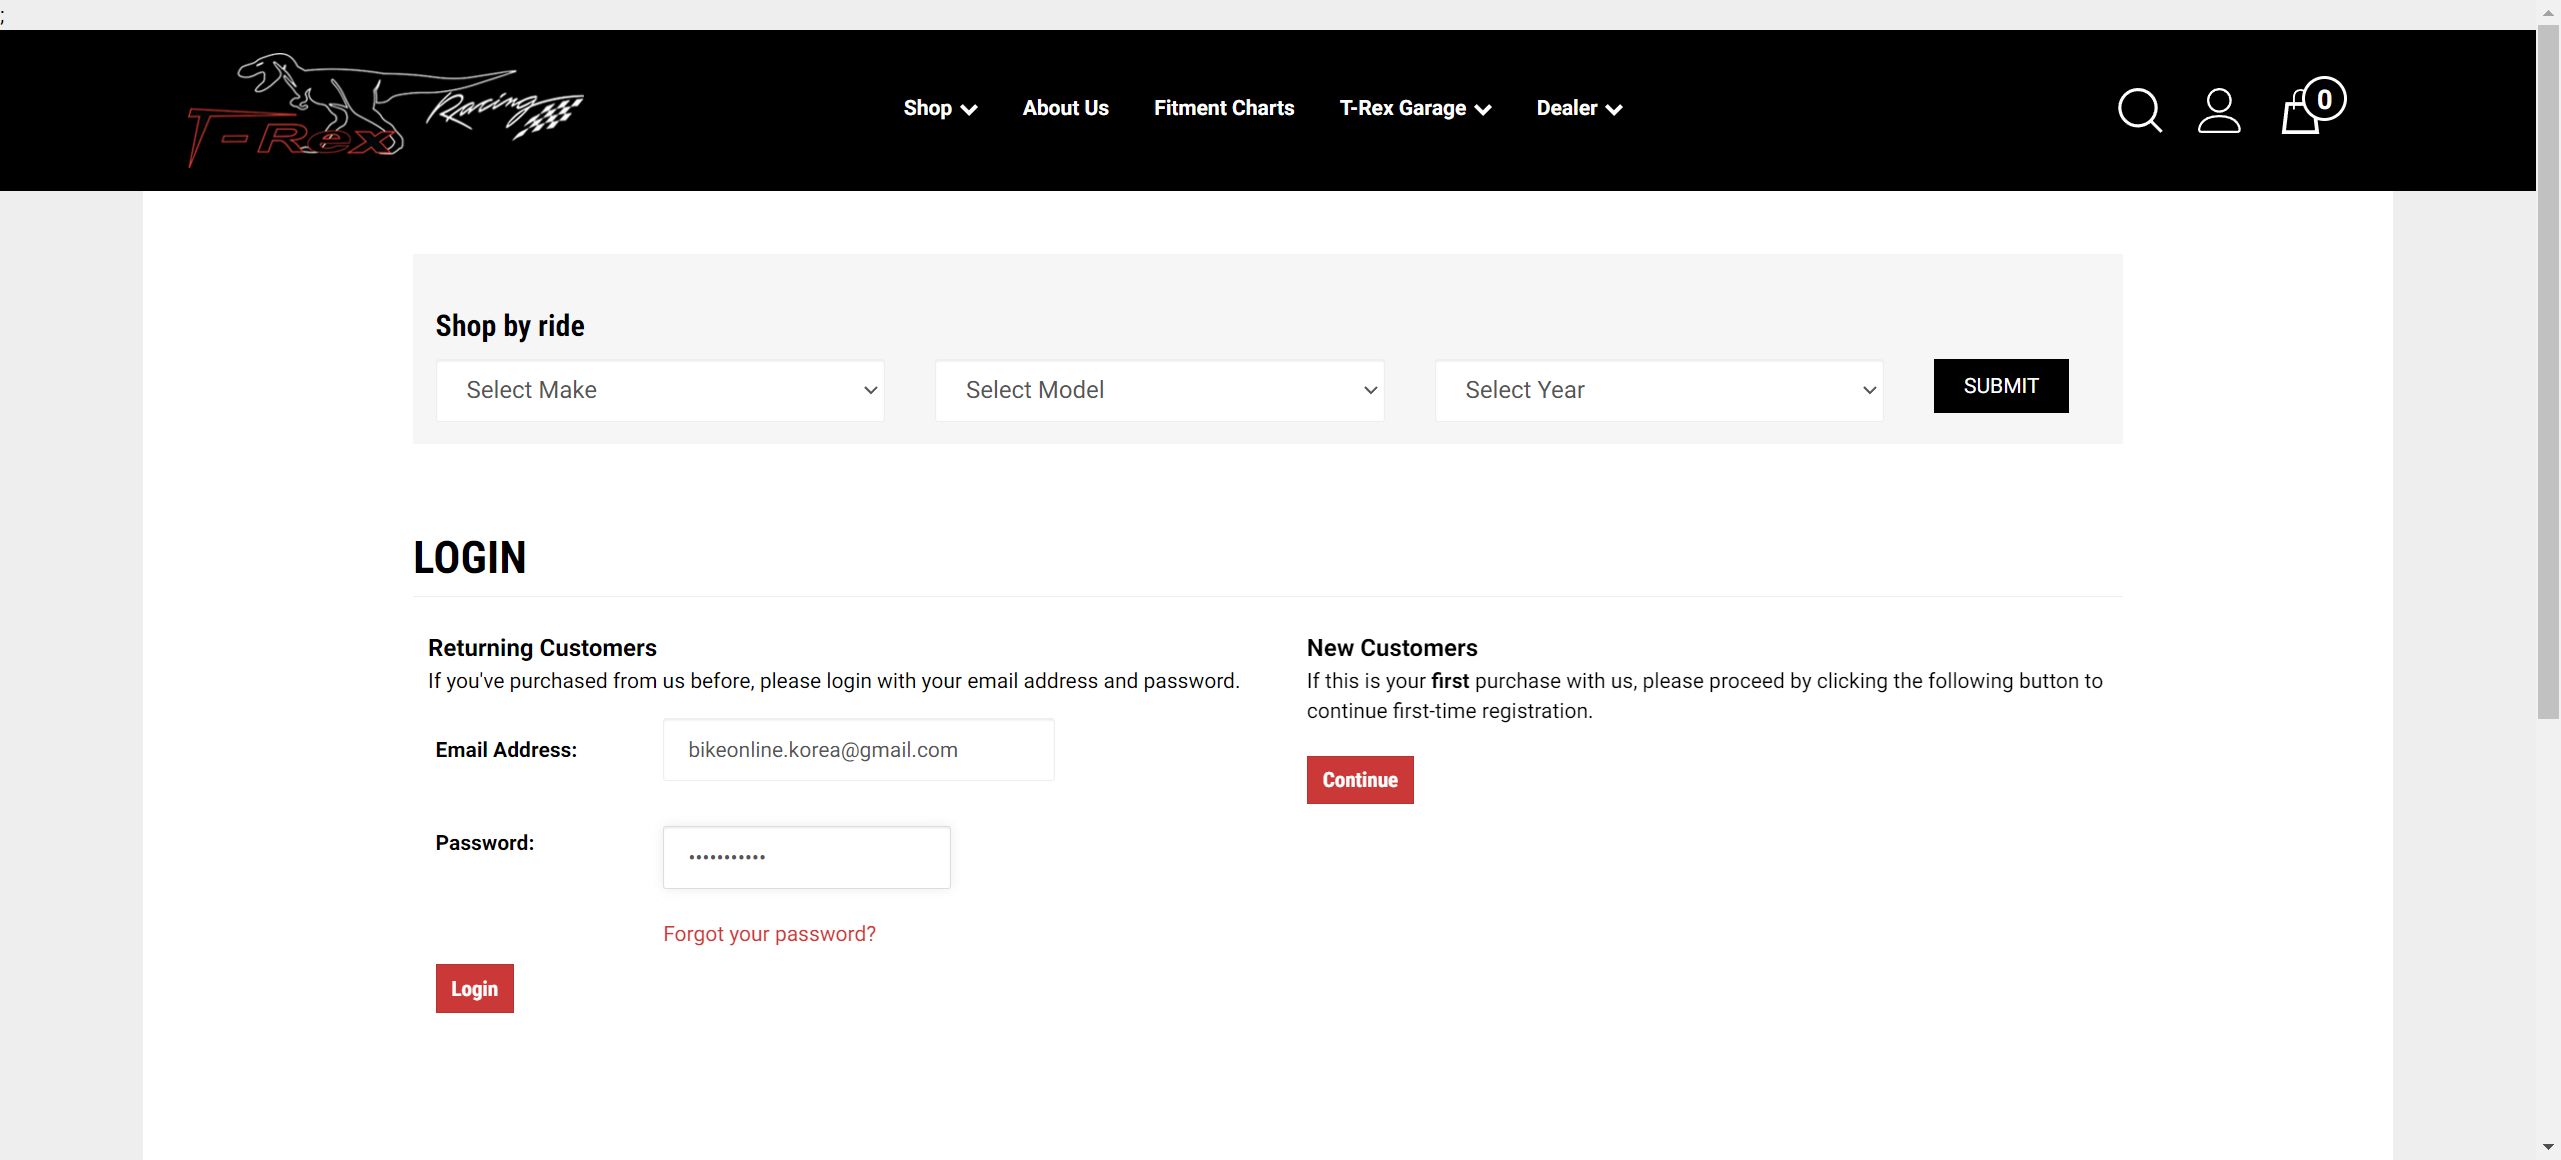 ;
T-Rex Racing
Shop
About Us
Fitment Charts
T-Rex Garage
Dealer
0
Shop by ride
Select Make
Select Model
Select Year
SUBMIT
LOGIN
Returning Customers
If you've purchased from us before, please login with your email address and password.
Email Address:
bikeonline.korea@gmail.com
Password:
•••••••••••
Forgot your password?
Login
New Customers
If this is your first purchase with us, please proceed by clicking the following button to
continue first-time registration.
Continue